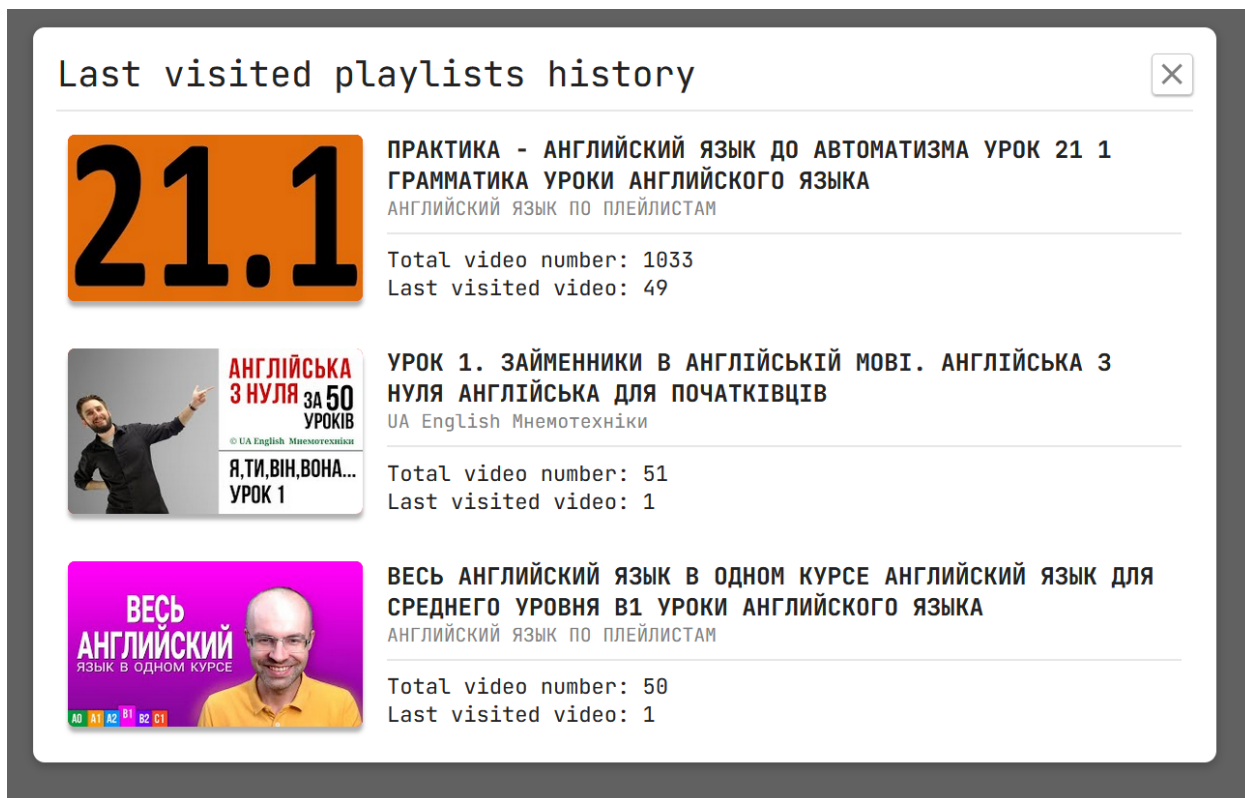 Last visited playlists history
21.1
ПРАКТИКА - АНГЛИЙСКИЙ ЯЗЫК ДО АВТОМАТИЗМА УРОК 21 1
ГРАММАТИКА УРОКИ АНГЛИЙСКОГО ЯЗЫКА
АНГЛИЙСКИЙ ЯЗЫК ПО ПЛЕЙЛИСТАМ
Total video number: 1033
Last visited video: 49
АНГЛІЙСЬКА
З НУЛЯ ЗА 50
УРОКІВ
© UA English Мнемотехніки
Я,ТИ,ВІН,ВОНА...
УРОК 1
УРОК 1. ЗАЙМЕННИКИ В АНГЛІЙСЬКІЙ МОВІ. АНГЛІЙСЬКА З
НУЛЯ АНГЛІЙСЬКА ДЛЯ ПОЧАТКІВЦІВ
UA English Мнемотехніки
Total video number: 51
Last visited video: 1
ВЕСЬ
АНГЛИЙСКИЙ
ЯЗЫК В ОДНОМ КУРСЕ
A0 A1 A2 B1 B2 C1
ВЕСЬ АНГЛИЙСКИЙ ЯЗЫК В ОДНОМ КУРСЕ АНГЛИЙСКИЙ ЯЗЫК ДЛЯ
СРЕДНЕГО УРОВНЯ B1 УРОКИ АНГЛИЙСКОГО ЯЗЫКА
АНГЛИЙСКИЙ ЯЗЫК ПО ПЛЕЙЛИСТАМ
Total video number: 50
Last visited video: 1